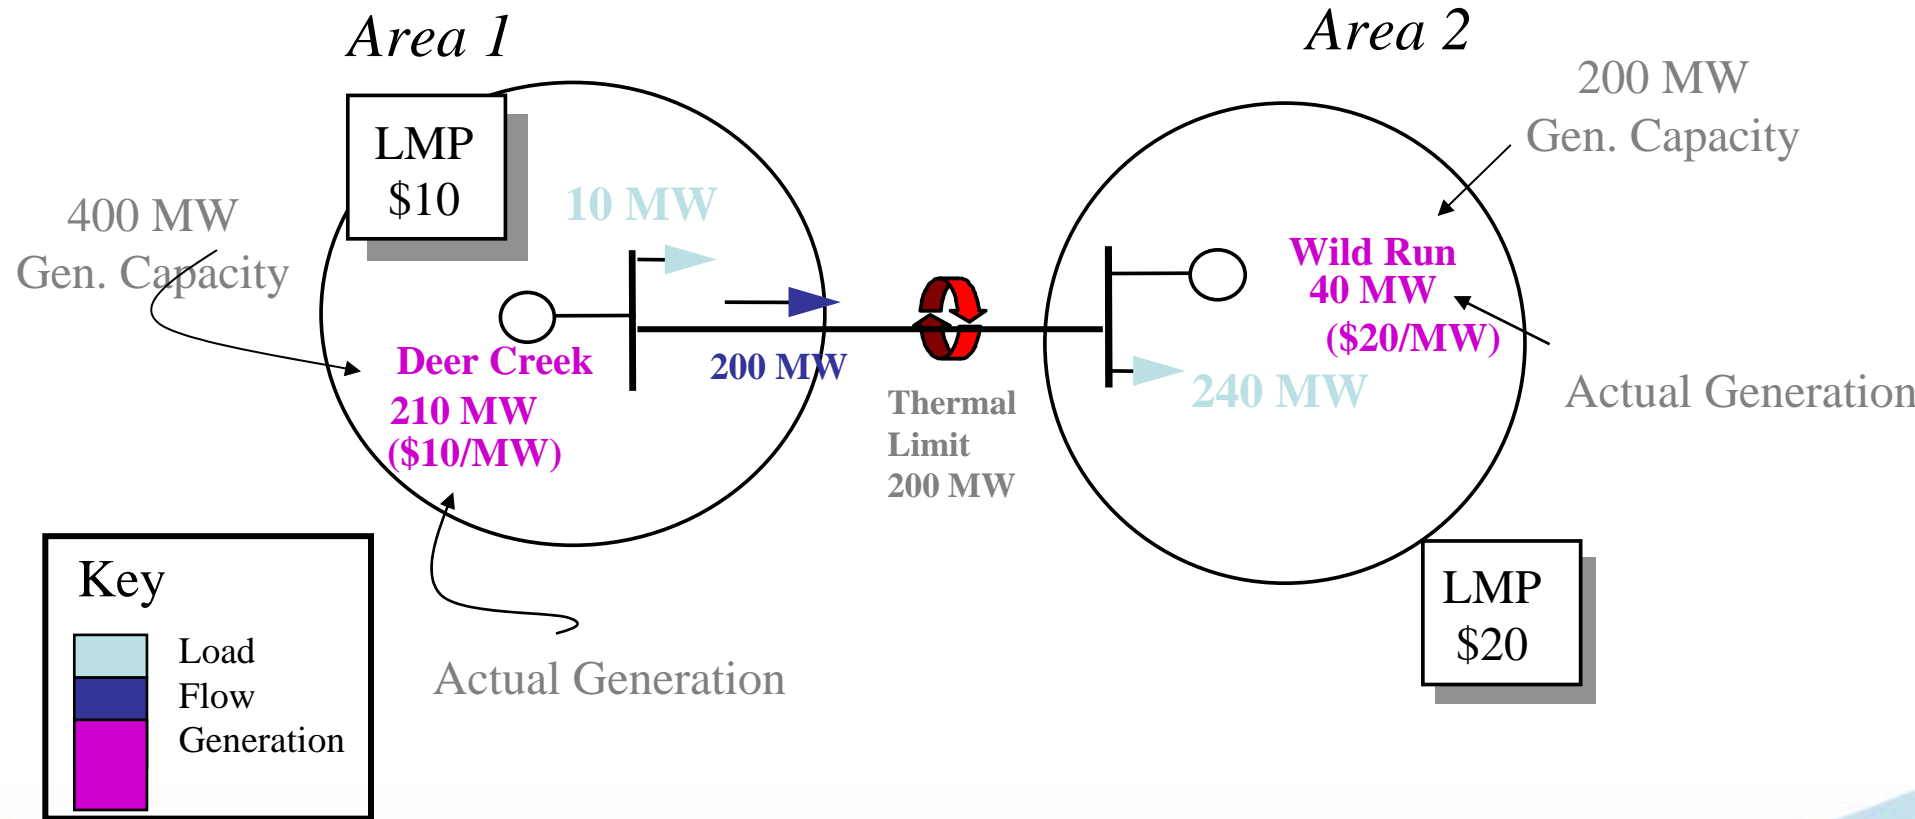 Area 1
Area 2
LMP
$10
400 MW
Gen. Capacity
10 MW
200 MW
Gen. Capacity
Wild Run
40 MW
($20/MW)
Deer Creek
210 MW
($10/MW)
200 MW
Thermal
Limit
200 MW
240 MW
Actual Generation
Actual Generation
LMP
$20
Key
Load
Flow
Generation